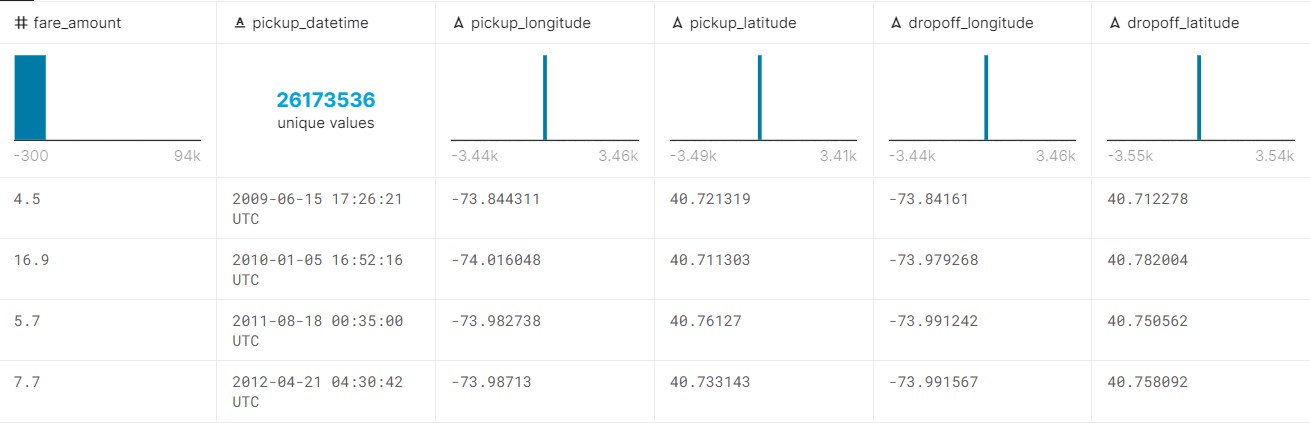 fare_amount pickup_datetime pickup_longitude pickup_latitude dropoff_longitude dropoff_latitude
26173536
unique values
-300 94k -3.44k 3.46k -3.49k 3.41k -3.44k 3.46k -3.55k 3.54k
4.5 2009-06-15 17:26:21 -73.844311 40.721319 -73.84161 40.712278
UTC
16.9 2010-01-05 16:52:16 -74.016048 40.711303 -73.979268 40.782004
UTC
5.7 2011-08-18 00:35:00 -73.982738 40.76127 -73.991242 40.750562
UTC
7.7 2012-04-21 04:30:42 -73.98713 40.733143 -73.991567 40.758092
UTC